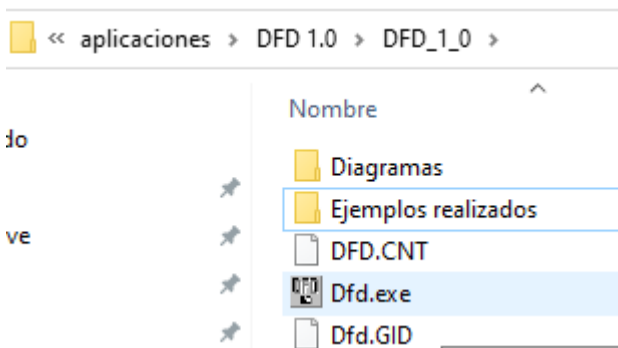 « aplicaciones > DFD 1.0 > DFD_1_0 >
Nombre
do
Diagramas
Ejemplos realizados
ve
DFD.CNT
Dfd.exe
Dfd.GID